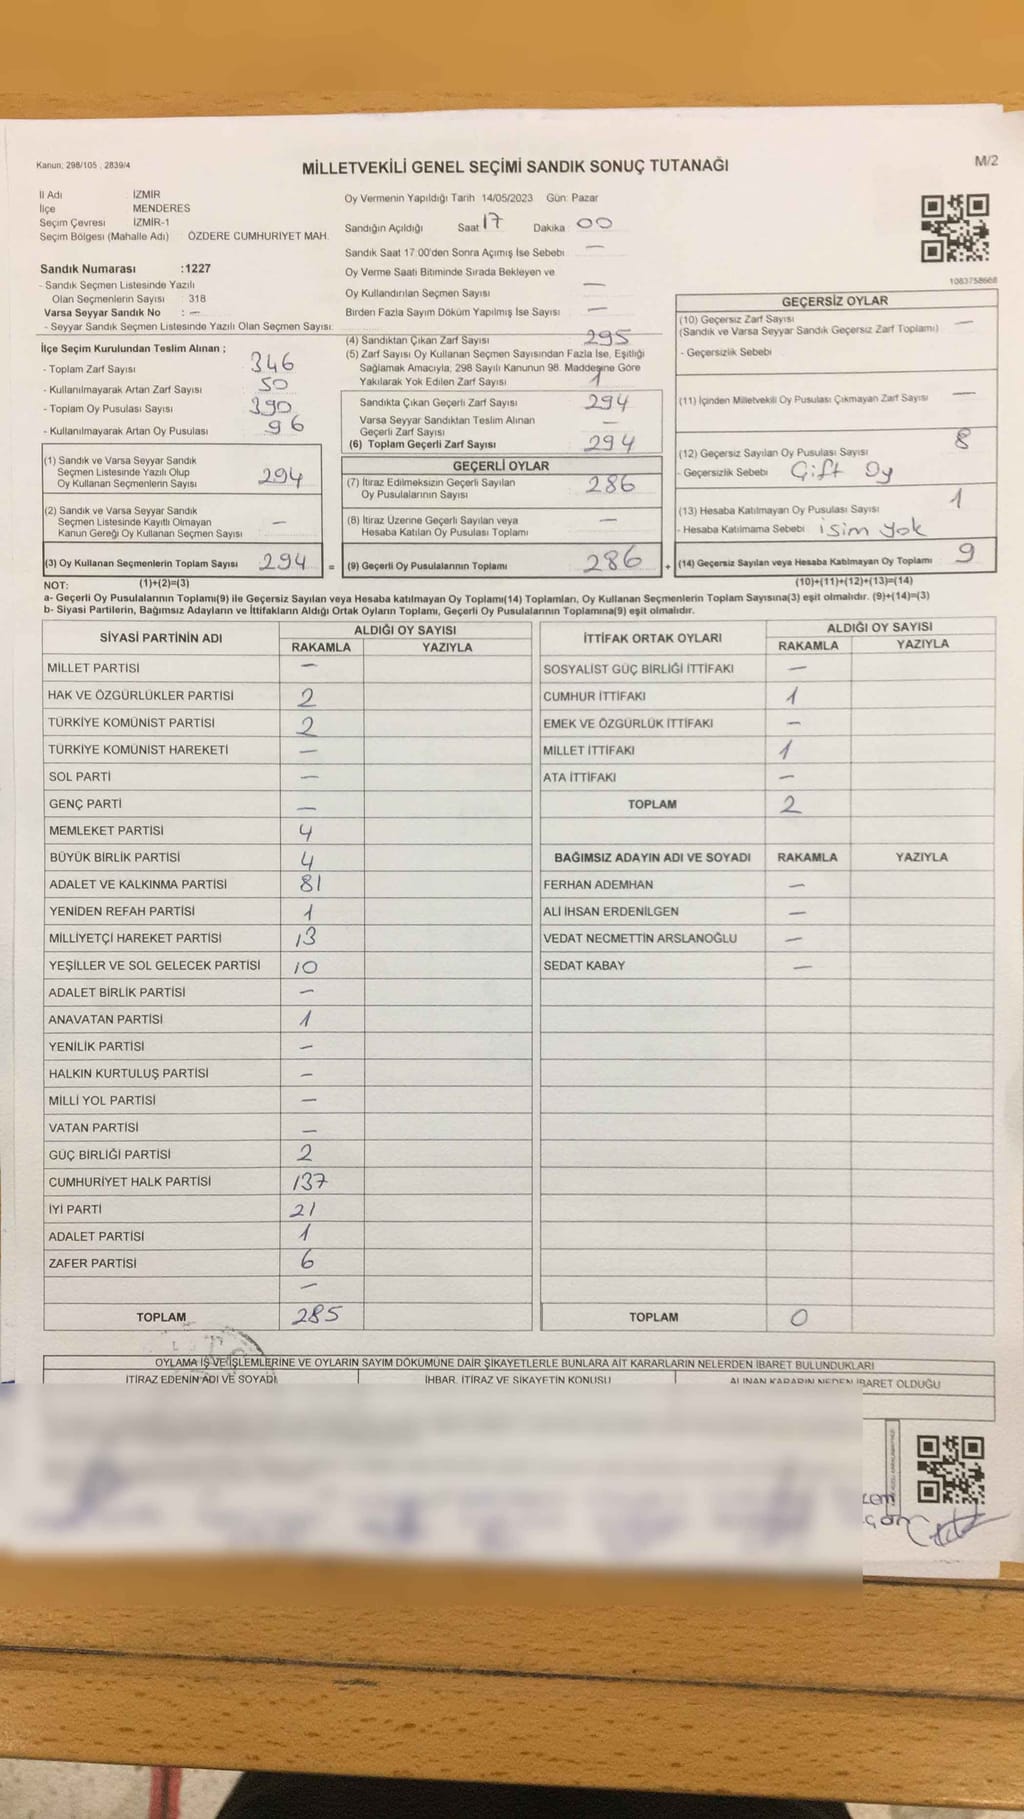 Kanun, 298/105 , 2839/4
MİLLETVEKİLİ GENEL SEÇİMİ SANDIK SONUÇ TUTANAĞI
M/2
İl Adı İZMİR
İlçe MENDERES
Seçim Çevresi İZMİR-1
Seçim Bölgesi (Mahalle Adı) ÖZDERE CUMHURİYET MAH.
Sandık Numarası :1227
- Sandık Seçmen Listesinde Yazılı
Olan Seçmenlerin Sayısı : 318
Varsa Seyyar Sandık No : —
- Seyyar Sandık Seçmen Listesinde Yazılı Olan Seçmen Sayısı:
İlçe Seçim Kurulundan Teslim Alınan ;
- Toplam Zarf Sayısı 346
- Kullanılmayarak Artan Zarf Sayısı 50
- Toplam Oy Pusulası Sayısı 390
- Kullanılmayarak Artan Oy Pusulası 96
(1) Sandık ve Varsa Seyyar Sandık
Seçmen Listesinde Yazılı Olup
Oy Kullanan Seçmenlerin Sayısı 294
(2) Sandık ve Varsa Seyyar Sandık
Seçmen Listesinde Kayıtlı Olmayan
Kanun Gereği Oy Kullanan Seçmen Sayısı —
(3) Oy Kullanan Seçmenlerin Toplam Sayısı 294 =
Oy Vermenin Yapıldığı Tarih 14/05/2023 Gün: Pazar
Sandığın Açıldığı Saat 17 Dakika 00
Sandık Saat 17:00'den Sonra Açımış İse Sebebi —
Oy Verme Saati Bitiminde Sırada Bekleyen ve
Oy Kullandırılan Seçmen Sayısı —
Birden Fazla Sayım Döküm Yapılmış İse Sayısı —
(4) Sandıktan Çıkan Zarf Sayısı 295
(5) Zarf Sayısı Oy Kullanan Seçmen Sayısından Fazla İse, Eşitliği
Sağlamak Amacıyla; 298 Sayılı Kanunun 98. Maddesine Göre
Yakılarak Yok Edilen Zarf Sayısı 1
Sandıkta Çıkan Geçerli Zarf Sayısı 294
Varsa Seyyar Sandıktan Teslim Alınan
Geçerli Zarf Sayısı —
(6) Toplam Geçerli Zarf Sayısı 294
GEÇERLİ OYLAR
(7) İtiraz Edilmeksizin Geçerli Sayılan
Oy Pusulalarının Sayısı 286
(8) İtiraz Üzerine Geçerli Sayılan veya
Hesaba Katılan Oy Pusulası Toplamı —
(9) Geçerli Oy Pusulalarının Toplamı 286 +
1083758668
GEÇERSİZ OYLAR
(10) Geçersiz Zarf Sayısı —
(Sandık ve Varsa Seyyar Sandık Geçersiz Zarf Toplamı)
- Geçersizlik Sebebi
(11) İçinden Milletvekili Oy Pusulası Çıkmayan Zarf Sayısı —
(12) Geçersiz Sayılan Oy Pusulası Sayısı 8
- Geçersizlik Sebebi Çift Oy
(13) Hesaba Katılmayan Oy Pusulası Sayısı 1
- Hesaba Katılmama Sebebi isim yok
(14) Geçersiz Sayılan veya Hesaba Katılmayan Oy Toplamı 9
NOT: (1)+(2)=(3) (10)+(11)+(12)+(13)=(14)
a- Geçerli Oy Pusulalarının Toplamı(9) ile Geçersiz Sayılan veya Hesaba katılmayan Oy Toplamı(14) Toplamları, Oy Kullanan Seçmenlerin Toplam Sayısına(3) eşit olmalıdır. (9)+(14)=(3)
b- Siyasi Partilerin, Bağımsız Adayların ve İttifakların Aldığı Ortak Oyların Toplamı, Geçerli Oy Pusulalarının Toplamına(9) eşit olmalıdır.
SİYASİ PARTİNİN ADI ALDIĞI OY SAYISI
RAKAMLA YAZIYLA
MİLLET PARTİSİ —
HAK VE ÖZGÜRLÜKLER PARTİSİ 2
TÜRKİYE KOMÜNİST PARTİSİ 2
TÜRKİYE KOMÜNİST HAREKETİ —
SOL PARTİ —
GENÇ PARTİ —
MEMLEKET PARTİSİ 4
BÜYÜK BİRLİK PARTİSİ 4
ADALET VE KALKINMA PARTİSİ 81
YENİDEN REFAH PARTİSİ 1
MİLLİYETÇİ HAREKET PARTİSİ 13
YEŞİLLER VE SOL GELECEK PARTİSİ 10
ADALET BİRLİK PARTİSİ —
ANAVATAN PARTİSİ 1
YENİLİK PARTİSİ —
HALKIN KURTULUŞ PARTİSİ —
MİLLİ YOL PARTİSİ —
VATAN PARTİSİ —
GÜÇ BİRLİĞİ PARTİSİ 2
CUMHURİYET HALK PARTİSİ 137
İYİ PARTİ 21
ADALET PARTİSİ 1
ZAFER PARTİSİ 6
—
TOPLAM 285
İTTİFAK ORTAK OYLARI ALDIĞI OY SAYISI
RAKAMLA YAZIYLA
SOSYALİST GÜÇ BİRLİĞİ İTTİFAKI —
CUMHUR İTTİFAKI 1
EMEK VE ÖZGÜRLÜK İTTİFAKI —
MİLLET İTTİFAKI 1
ATA İTTİFAKI —
TOPLAM 2
BAĞIMSIZ ADAYIN ADI VE SOYADI RAKAMLA YAZIYLA
FERHAN ADEMHAN —
ALİ İHSAN ERDENİLGEN —
VEDAT NECMETTİN ARSLANOĞLU —
SEDAT KABAY —
TOPLAM 0
OYLAMA İŞ VE İŞLEMLERİNE VE OYLARIN SAYIM DÖKÜMÜNE DAİR ŞİKAYETLERLE BUNLARA AİT KARARLARIN NELERDEN İBARET BULUNDUKLARI
İTİRAZ EDENİN ADI VE SOYADI İHBAR, İTİRAZ VE ŞİKAYETİN KONUSU ALINAN KARARIN NEDEN İBARET OLDUĞU